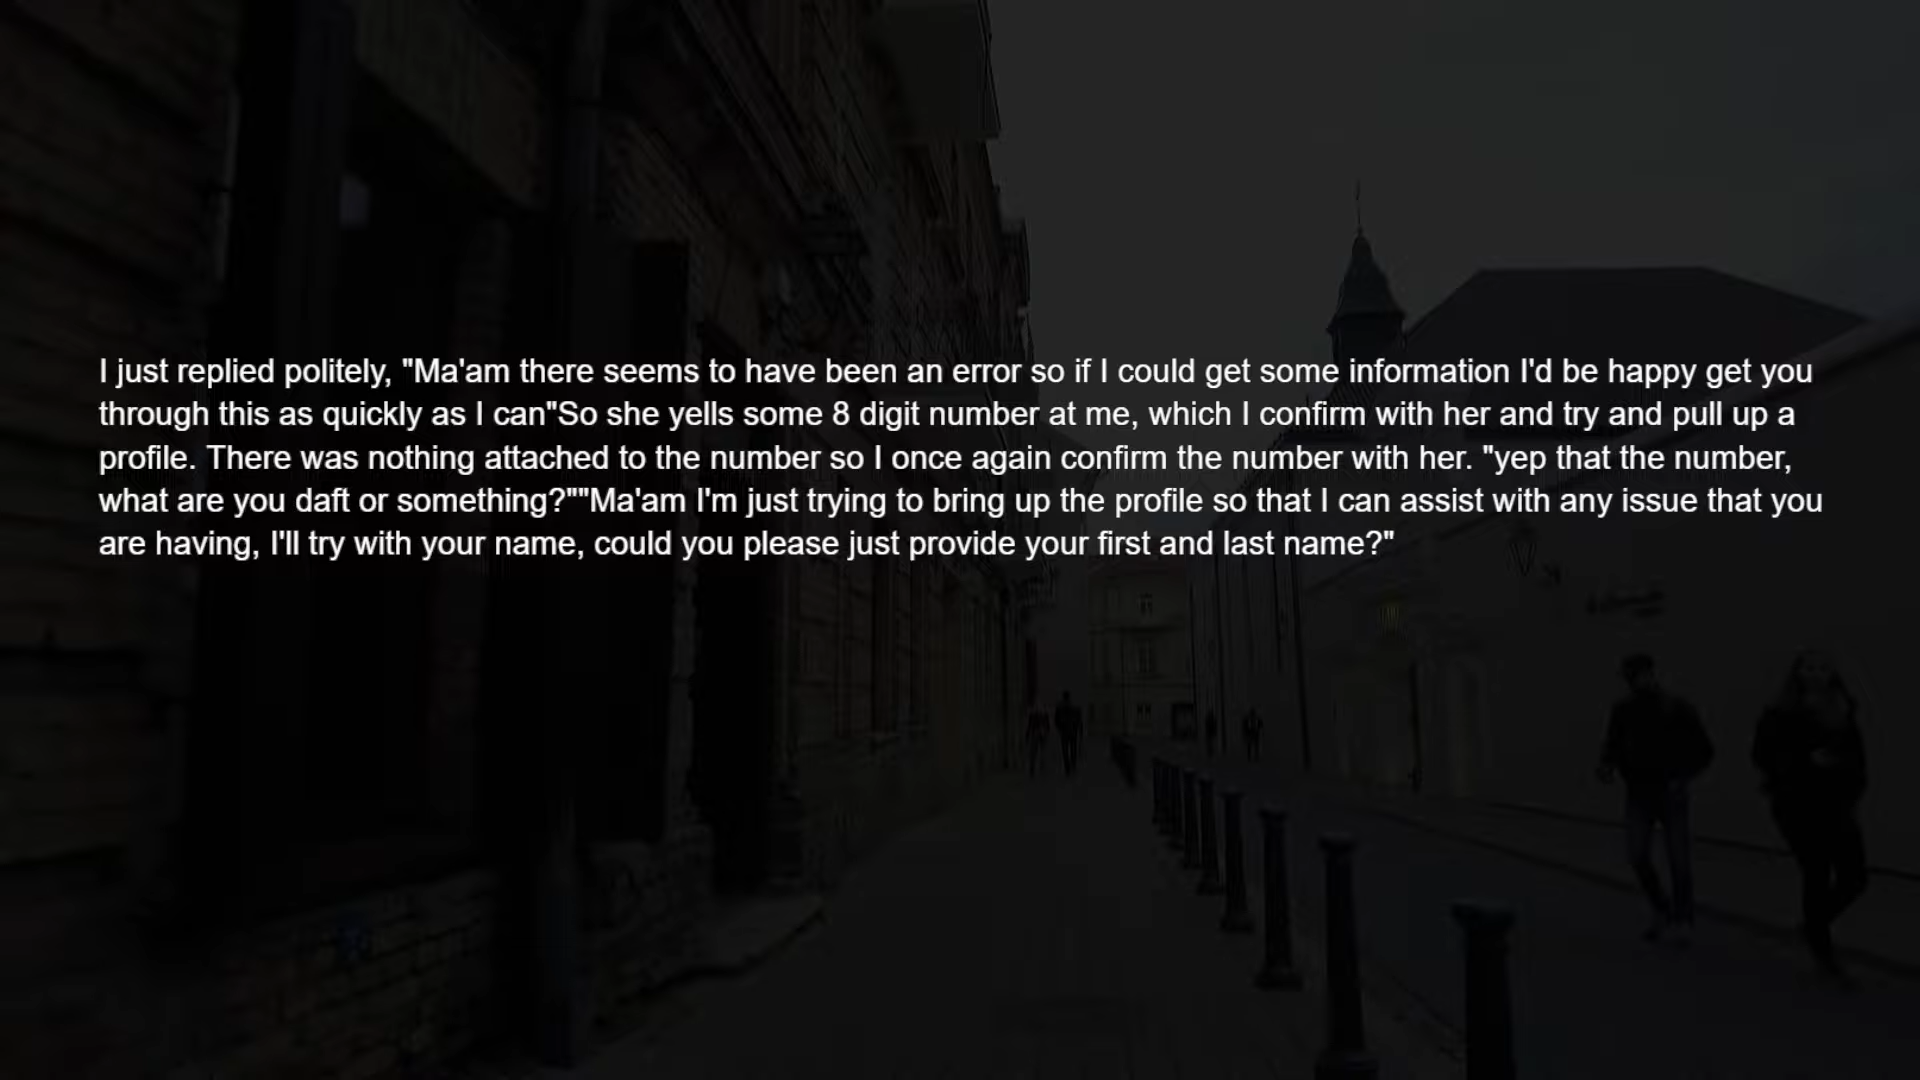 I just replied politely, "Ma'am there seems to have been an error so if I could get some information I'd be happy get you
through this as quickly as I can"So she yells some 8 digit number at me, which I confirm with her and try and pull up a
profile. There was nothing attached to the number so I once again confirm the number with her. "yep that the number,
what are you daft or something?""Ma'am I'm just trying to bring up the profile so that I can assist with any issue that you
are having, I'll try with your name, could you please just provide your first and last name?"